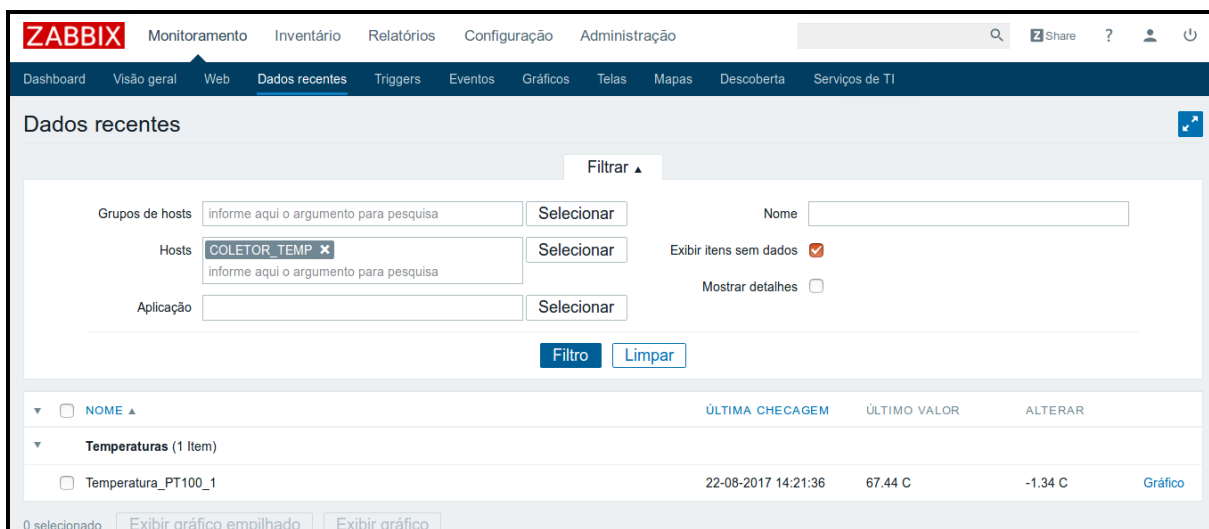 ZABBIX Monitoramento Inventário Relatórios Configuração Administração Z Share ?
Dashboard Visão geral Web Dados recentes Triggers Eventos Gráficos Telas Mapas Descoberta Serviços de TI
Dados recentes
Filtrar ▲
Grupos de hosts informe aqui o argumento para pesquisa Selecionar Nome
Hosts COLETOR_TEMP ✕ Selecionar Exibir itens sem dados
informe aqui o argumento para pesquisa
Mostrar detalhes
Aplicação Selecionar
Filtro Limpar
▼ NOME ▲ ÚLTIMA CHECAGEM ÚLTIMO VALOR ALTERAR
▼ Temperaturas (1 Item)
Temperatura_PT100_1 22-08-2017 14:21:36 67.44 C -1.34 C Gráfico
0 selecionado Exibir gráfico empilhado Exibir gráfico